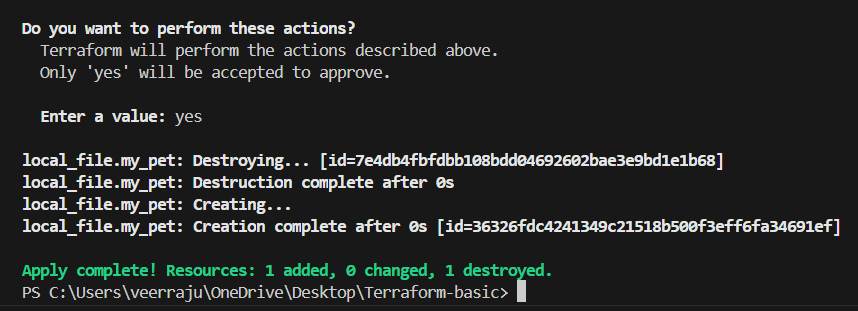 Do you want to perform these actions?
Terraform will perform the actions described above.
Only 'yes' will be accepted to approve.
Enter a value: yes
local_file.my_pet: Destroying... [id=7e4db4fbfdbb108bdd04692602bae3e9bd1e1b68]
local_file.my_pet: Destruction complete after 0s
local_file.my_pet: Creating...
local_file.my_pet: Creation complete after 0s [id=36326fdc4241349c21518b500f3eff6fa34691ef]
Apply complete! Resources: 1 added, 0 changed, 1 destroyed.
PS C:\Users\veerraju\OneDrive\Desktop\Terraform-basic>